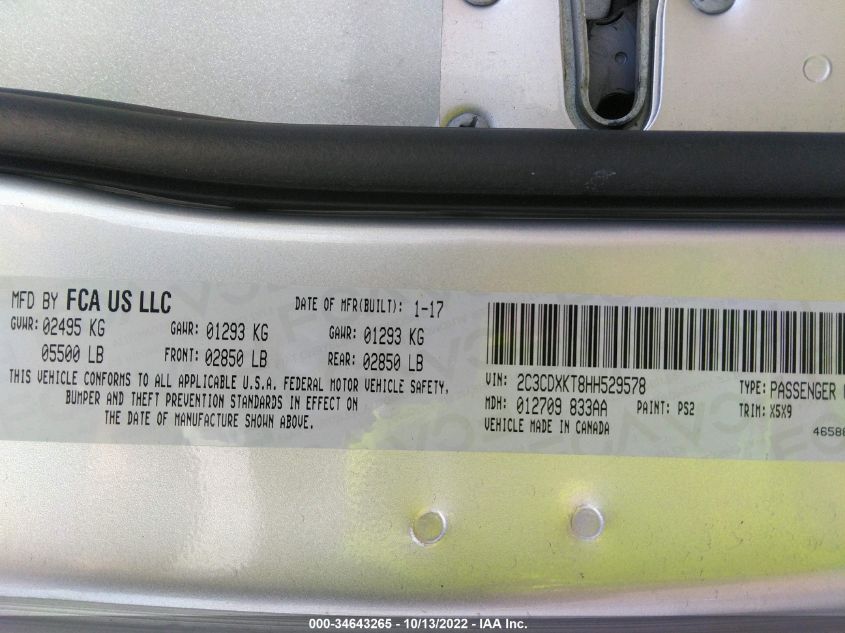 MFD BY FCA US LLC
DATE OF MFR(BUILT): 1-17
GVWR: 02495 KG GAWR: 01293 KG GAWR: 01293 KG
05500 LB FRONT: 02850 LB REAR: 02850 LB
THIS VEHICLE CONFORMS TO ALL APPLICABLE U.S.A. FEDERAL MOTOR VEHICLE SAFETY,
BUMPER AND THEFT PREVENTION STANDARDS IN EFFECT ON
THE DATE OF MANUFACTURE SHOWN ABOVE.
VIN: 2C3CDXKT8HH529578 TYPE: PASSENGER
MDH: 012709 833AA PAINT: PS2 TRIM: X5X9
VEHICLE MADE IN CANADA
000-34643265 - 10/13/2022 - IAA Inc.